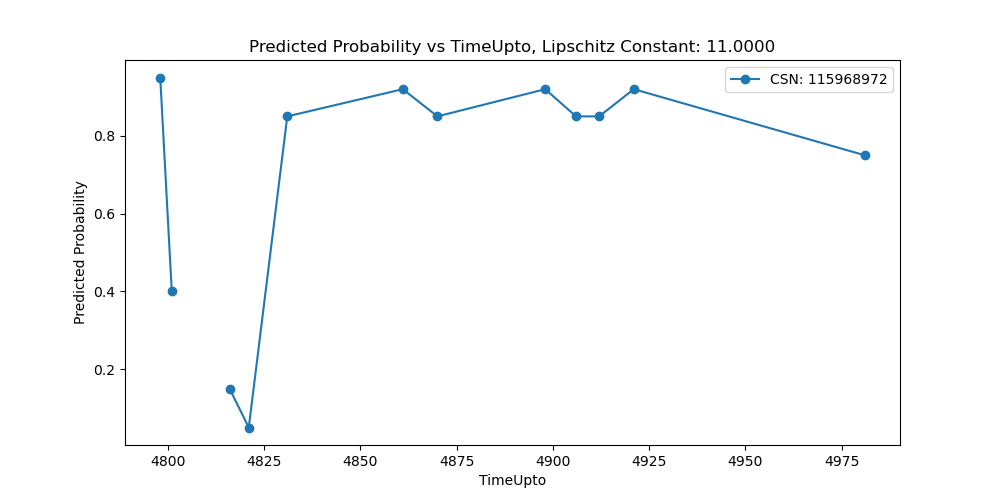 Predicted Probability vs TimeUpto, Lipschitz Constant: 11.0000
CSN: 115968972
Predicted Probability
0.8
0.6
0.4
0.2
4800 4825 4850 4875 4900 4925 4950 4975
TimeUpto